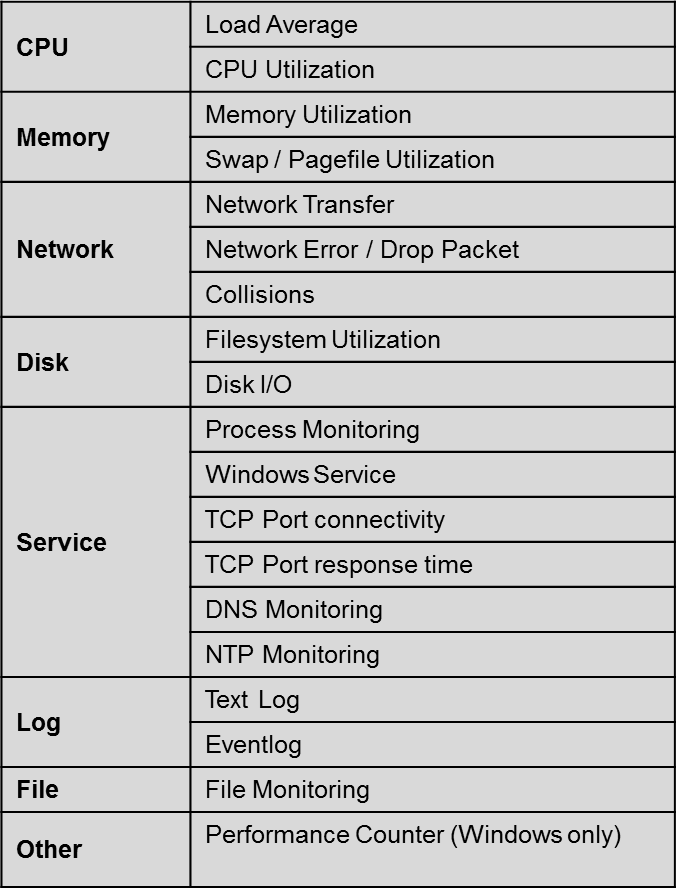 CPU
Load Average
CPU Utilization
Memory
Memory Utilization
Swap / Pagefile Utilization
Network
Network Transfer
Network Error / Drop Packet
Collisions
Disk
Filesystem Utilization
Disk I/O
Service
Process Monitoring
Windows Service
TCP Port connectivity
TCP Port response time
DNS Monitoring
NTP Monitoring
Log
Text Log
Eventlog
File
File Monitoring
Other
Performance Counter (Windows only)